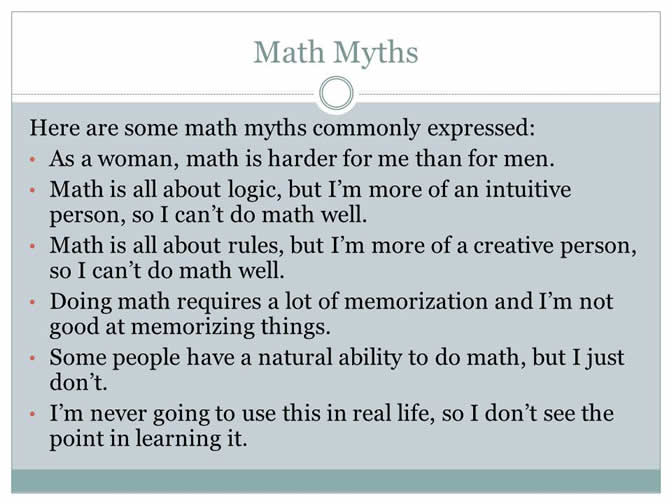 Math Myths
Here are some math myths commonly expressed:
• As a woman, math is harder for me than for men.
• Math is all about logic, but I’m more of an intuitive
person, so I can’t do math well.
• Math is all about rules, but I’m more of a creative person,
so I can’t do math well.
• Doing math requires a lot of memorization and I’m not
good at memorizing things.
• Some people have a natural ability to do math, but I just
don’t.
• I’m never going to use this in real life, so I don’t see the
point in learning it.